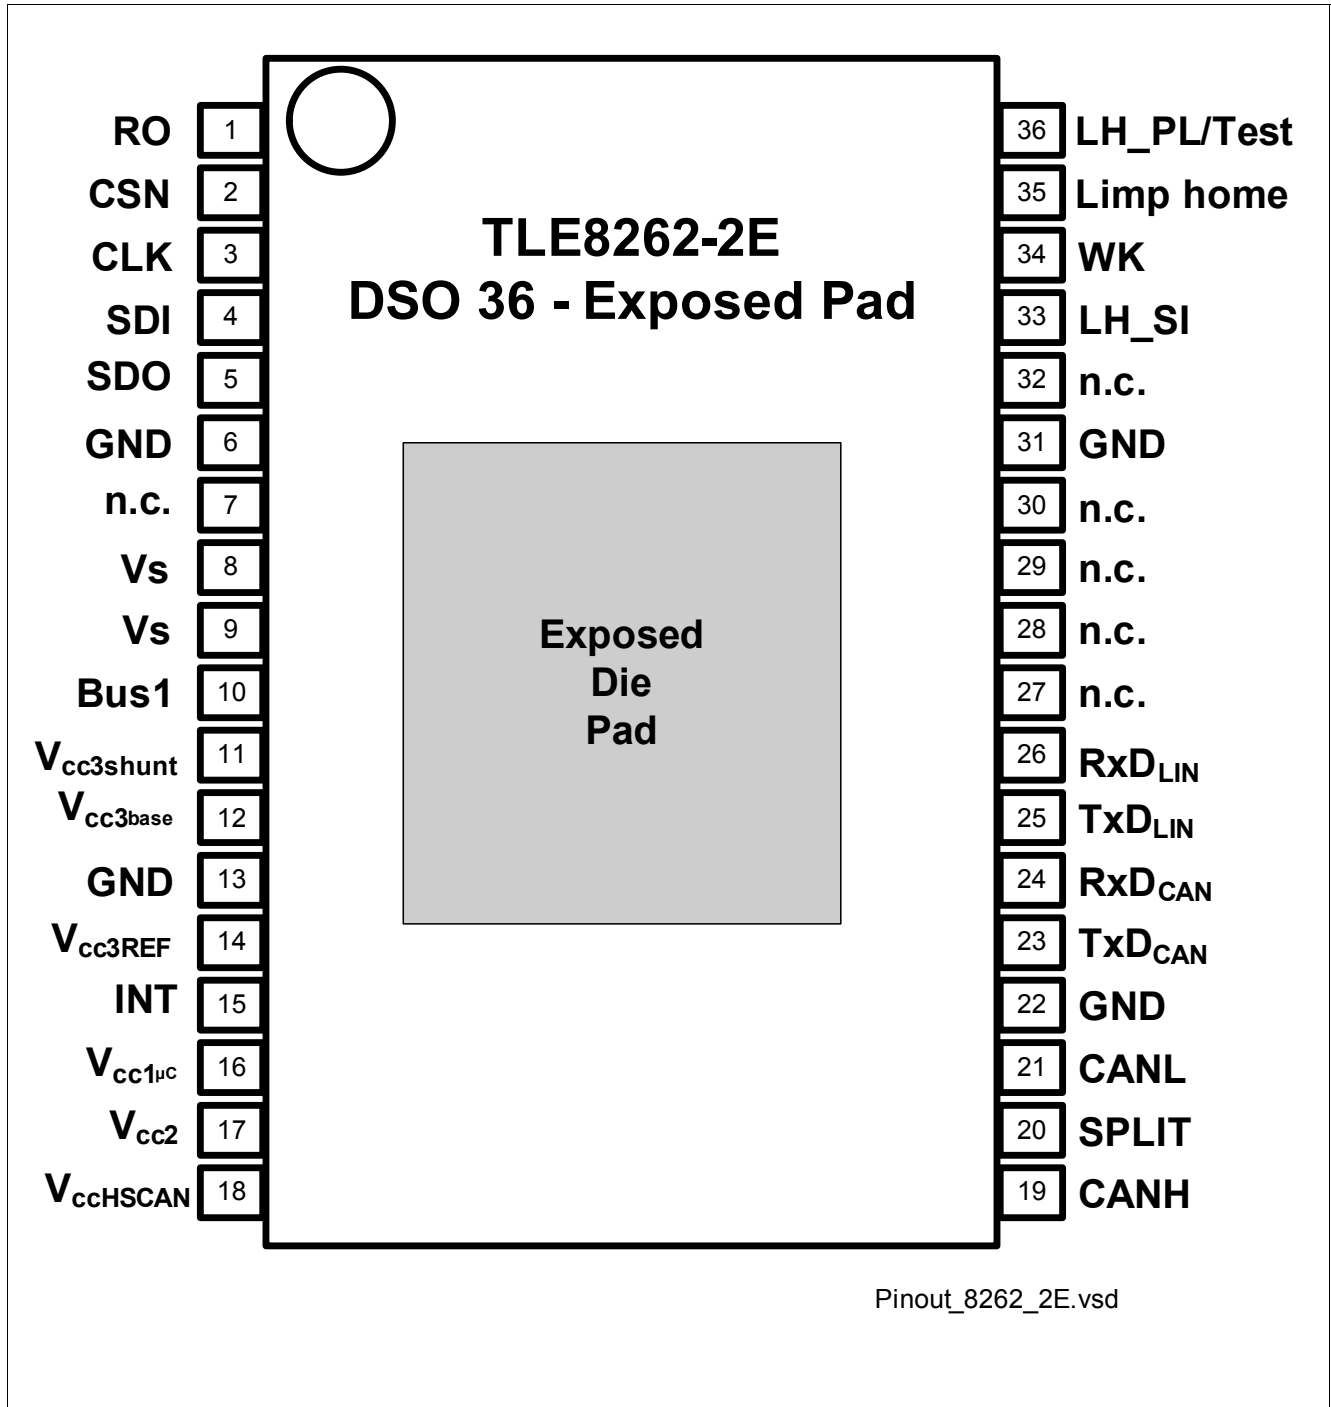 RO 1
CSN 2
CLK 3
SDI 4
SDO 5
GND 6
n.c. 7
Vs 8
Vs 9
Bus1 10
Vcc3shunt 11
Vcc3base 12
GND 13
Vcc3REF 14
INT 15
Vcc1µC 16
Vcc2 17
VccHSCAN 18
TLE8262-2E
DSO 36 - Exposed Pad
Exposed
Die
Pad
36 LH_PL/Test
35 Limp home
34 WK
33 LH_SI
32 n.c.
31 GND
30 n.c.
29 n.c.
28 n.c.
27 n.c.
26 RxDLIN
25 TxDLIN
24 RxDCAN
23 TxDCAN
22 GND
21 CANL
20 SPLIT
19 CANH
Pinout_8262_2E.vsd